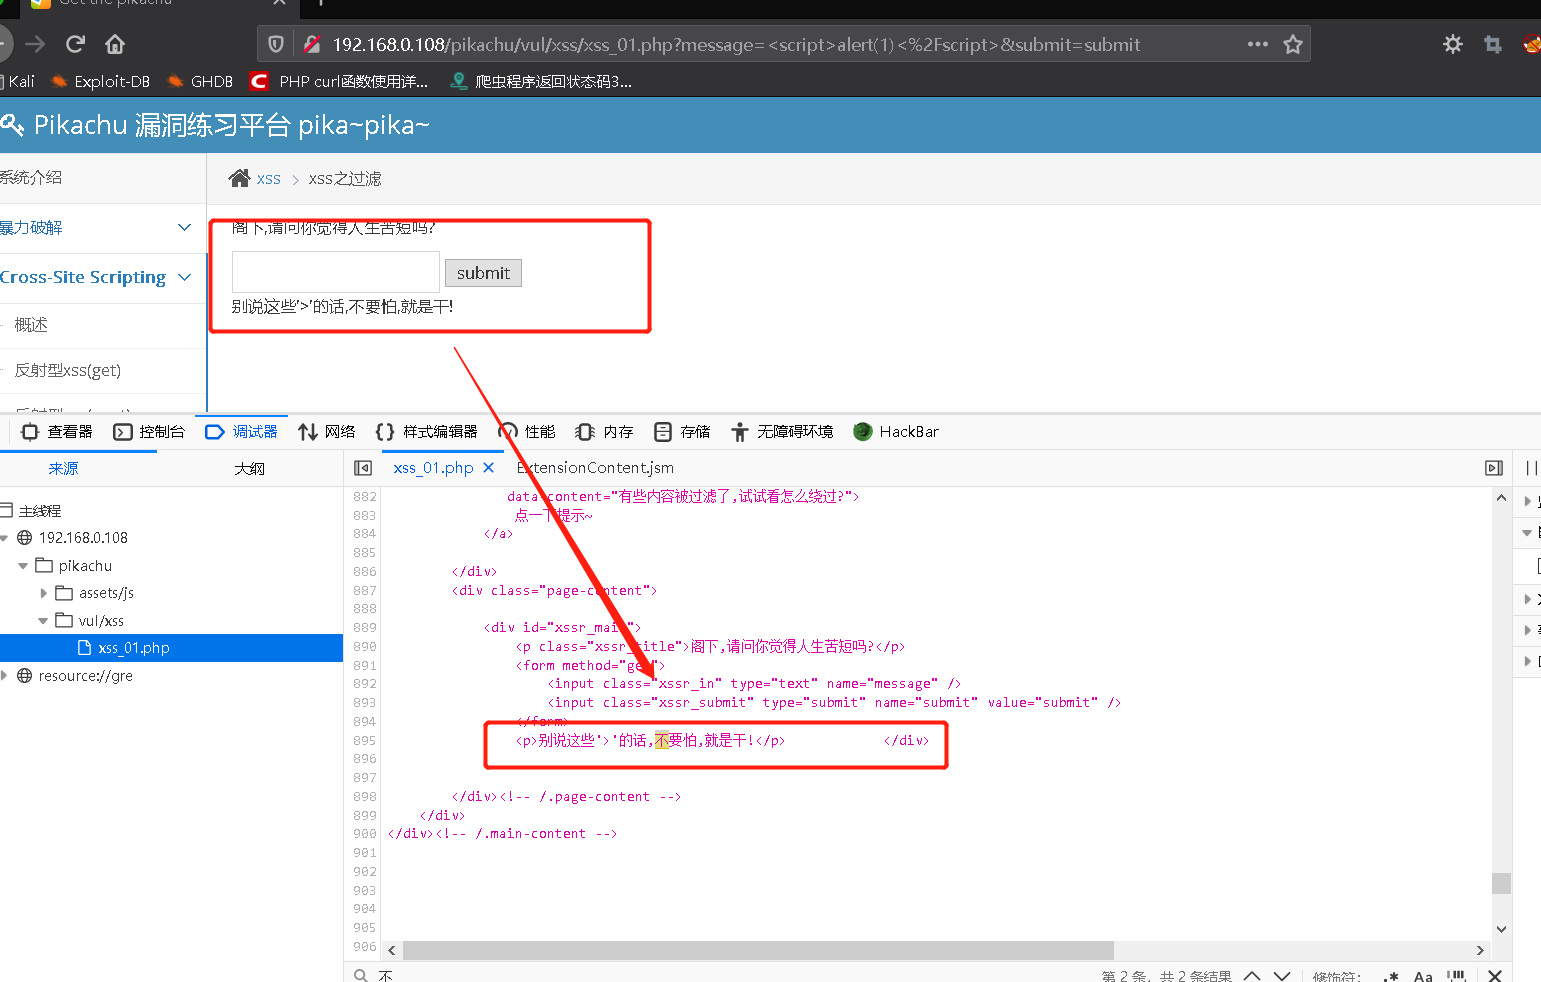 Get the pikachu
192.168.0.108/pikachu/vul/xss/xss_01.php?message=<script>alert(1)<%2Fscript>&submit=submit
Kali Exploit-DB GHDB PHP curl函数使用详... 爬虫程序返回状态码3...
Pikachu 漏洞练习平台 pika~pika~
系统介绍
xss > xss之过滤
暴力破解
阁下,请问你觉得人生苦短吗?
Cross-Site Scripting
submit
别说这些'>'的话,不要怕,就是干!
概述
反射型xss(get)
查看器 控制台 调试器 网络 {} 样式编辑器 性能 内存 存储 无障碍环境 HackBar
来源 大纲 xss_01.php × ExtensionContent.jsm
主线程
192.168.0.108
pikachu
assets/js
vul/xss
xss_01.php
resource://gre
882 data-content="有些内容被过滤了,试试看怎么绕过?">
883 点一下提示~
884 </a>
885
886 </div>
887 <div class="page-content">
888
889 <div id="xssr_main">
890 <p class="xssr_title">阁下,请问你觉得人生苦短吗?</p>
891 <form method="get">
892 <input class="xssr_in" type="text" name="message" />
893 <input class="xssr_submit" type="submit" name="submit" value="submit" />
894 </form>
895 <p>别说这些'>'的话,不要怕,就是干!</p> </div>
896
897
898 </div><!-- /.page-content -->
899 </div>
900 </div><!-- /.main-content -->
901
902
903
904
905
906
不 第 2 条，共 2 条结果 修饰符： .* Aa